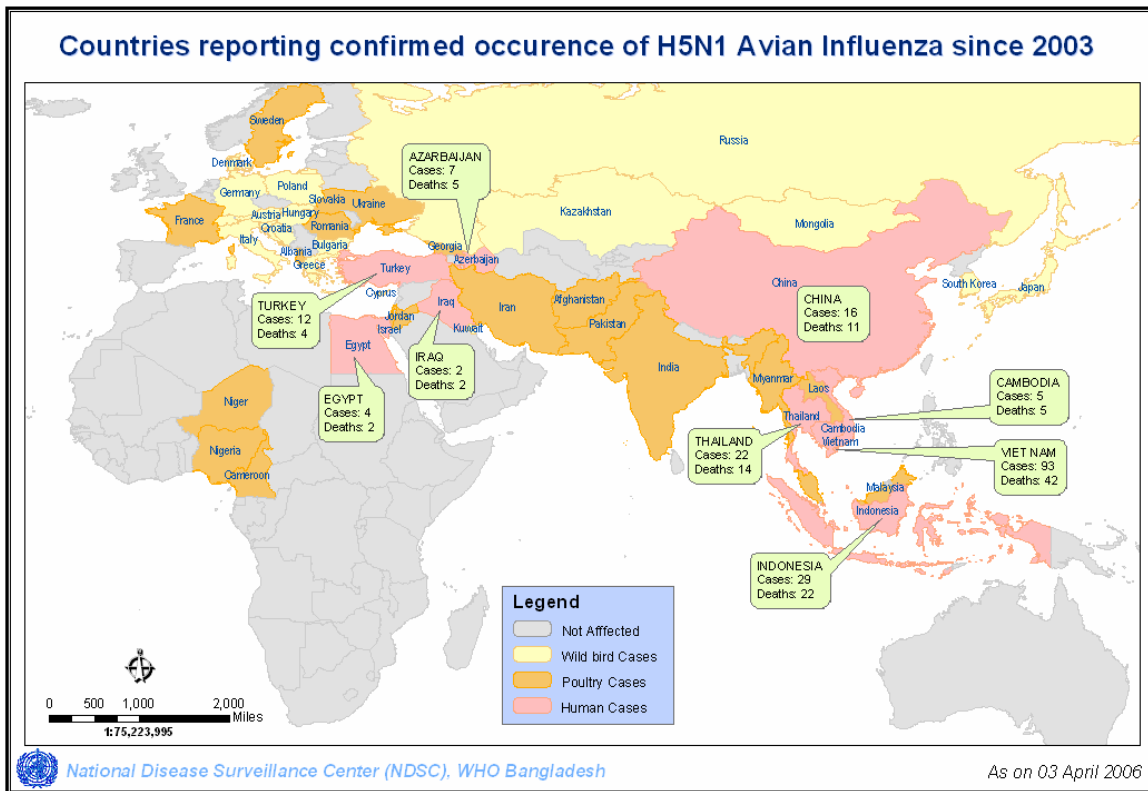 Countries reporting confirmed occurence of H5N1 Avian Influenza since 2003
Sweden
Denmark
Germany
Poland
France
Austria
Hungary
Slovakia
Ukraine
Croatia
Romania
Italy
Bulgaria
Albania
Greece
Georgia
Azerbaijan
Turkey
Cyprus
Iraq
Jordan
Israel
Kuwait
Egypt
Iran
Afghanistan
Pakistan
India
Russia
Kazakhstan
Mongolia
China
South Korea
Japan
Myanmar
Laos
Thailand
Cambodia
Vietnam
Malaysia
Indonesia
Niger
Nigeria
Cameroon
AZARBAIJAN
Cases: 7
Deaths: 5
TURKEY
Cases: 12
Deaths: 4
EGYPT
Cases: 4
Deaths: 2
IRAQ
Cases: 2
Deaths: 2
CHINA
Cases: 16
Deaths: 11
CAMBODIA
Cases: 5
Deaths: 5
THAILAND
Cases: 22
Deaths: 14
VIET NAM
Cases: 93
Deaths: 42
INDONESIA
Cases: 29
Deaths: 22
Legend
Not Afffected
Wild bird Cases
Poultry Cases
Human Cases
0 500 1,000 2,000
Miles
1:75,223,995
National Disease Surveillance Center (NDSC), WHO Bangladesh
As on 03 April 2006